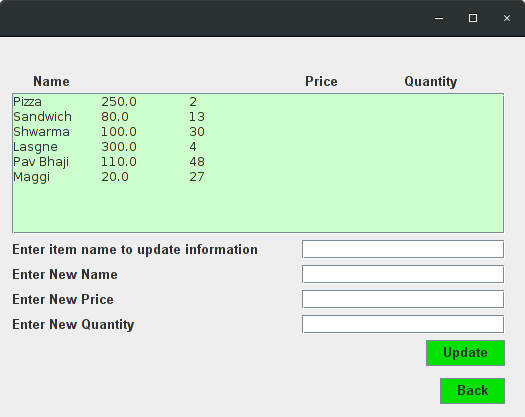 Name Price Quantity
Pizza 250.0 2
Sandwich 80.0 13
Shwarma 100.0 30
Lasgne 300.0 4
Pav Bhaji 110.0 48
Maggi 20.0 27
Enter item name to update information
Enter New Name
Enter New Price
Enter New Quantity
Update
Back